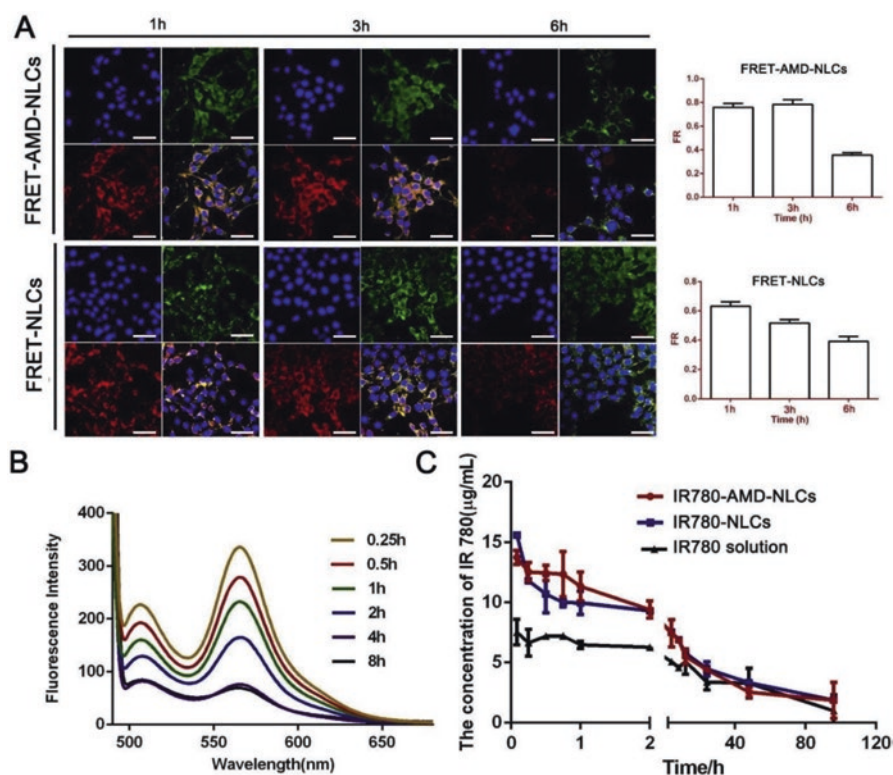 A
1h 3h 6h
FRET-AMD-NLCs
FRET-NLCs
FRET-AMD-NLCs
FR
1.0
0.8
0.6
0.4
0.2
0.0
1h 3h 6h
Time (h)
FRET-NLCs
FR
0.8
0.6
0.4
0.2
0.0
1h 3h 6h
Time (h)
B
Fluorescence Intensity
400
300
200
100
0
0.25h
0.5h
1h
2h
4h
8h
500 550 600 650
Wavelength(nm)
C
The concentration of IR 780(μg/mL)
20
15
10
5
0
IR780-AMD-NLCs
IR780-NLCs
IR780 solution
0 1 2 40 80 120
Time/h